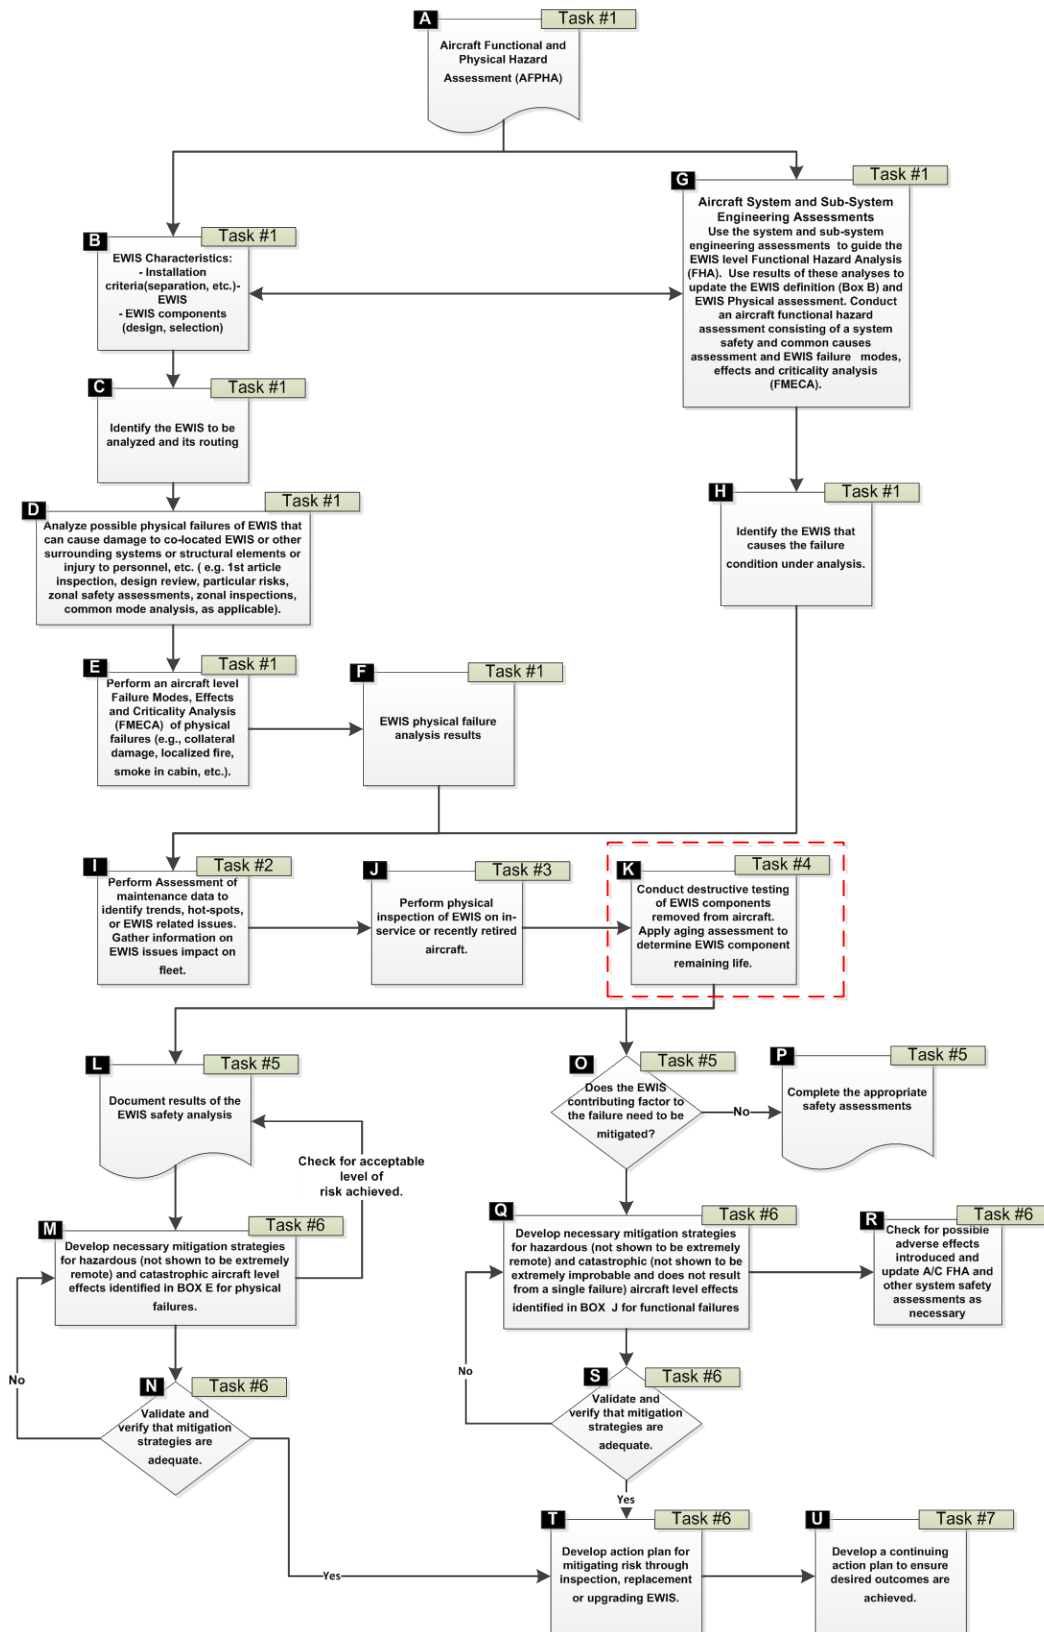 A
Task #1
Aircraft Functional and
Physical Hazard
Assessment (AFPHA)
B
Task #1
EWIS Characteristics:
- Installation
criteria(separation, etc.)-
EWIS
- EWIS components
(design, selection)
G
Task #1
Aircraft System and Sub-System
Engineering Assessments
Use the system and sub-system
engineering assessments to guide the
EWIS level Functional Hazard Analysis
(FHA). Use results of these analyses to
update the EWIS definition (Box B) and
EWIS Physical assessment. Conduct
an aircraft functional hazard
assessment consisting of a system
safety and common causes
assessment and EWIS failure modes,
effects and criticality analysis
(FMECA).
C
Task #1
Identify the EWIS to be
analyzed and its routing
D
Task #1
Analyze possible physical failures of EWIS that
can cause damage to co-located EWIS or other
surrounding systems or structural elements or
injury to personnel, etc. ( e.g. 1st article
inspection, design review, particular risks,
zonal safety assessments, zonal inspections,
common mode analysis, as applicable).
H
Task #1
Identify the EWIS that
causes the failure
condition under analysis.
E
Task #1
Perform an aircraft level
Failure Modes, Effects
and Criticality Analysis
(FMECA) of physical
failures (e.g., collateral
damage, localized fire,
smoke in cabin, etc.).
F
Task #1
EWIS physical failure
analysis results
I
Task #2
Perform Assessment of
maintenance data to
identify trends, hot-spots,
or EWIS related issues.
Gather information on
EWIS issues impact on
fleet.
J
Task #3
Perform physical
inspection of EWIS on in-
service or recently retired
aircraft.
K
Task #4
Conduct destructive testing
of EWIS components
removed from aircraft.
Apply aging assessment to
determine EWIS component
remaining life.
L
Task #5
Document results of the
EWIS safety analysis
O
Task #5
Does the EWIS
contributing factor to
the failure need to be
mitigated?
No
P
Task #5
Complete the appropriate
safety assessments
Check for acceptable
level of
risk achieved.
M
Task #6
Develop necessary mitigation strategies
for hazardous (not shown to be extremely
remote) and catastrophic aircraft level
effects identified in BOX E for physical
failures.
Q
Task #6
Develop necessary mitigation strategies
for hazardous (not shown to be extremely
remote) and catastrophic (not shown to be
extremely improbable and does not result
from a single failure) aircraft level effects
identified in BOX J for functional failures
R
Task #6
Check for possible
adverse effects
introduced and
update A/C FHA and
other system safety
assessments as
necessary
No
N
Task #6
Validate and
verify that mitigation
strategies are
adequate.
No
S
Task #6
Validate and
verify that mitigation
strategies are
adequate.
Yes
Yes
T
Task #6
Develop action plan for
mitigating risk through
inspection, replacement
or upgrading EWIS.
U
Task #7
Develop a continuing
action plan to ensure
desired outcomes are
achieved.